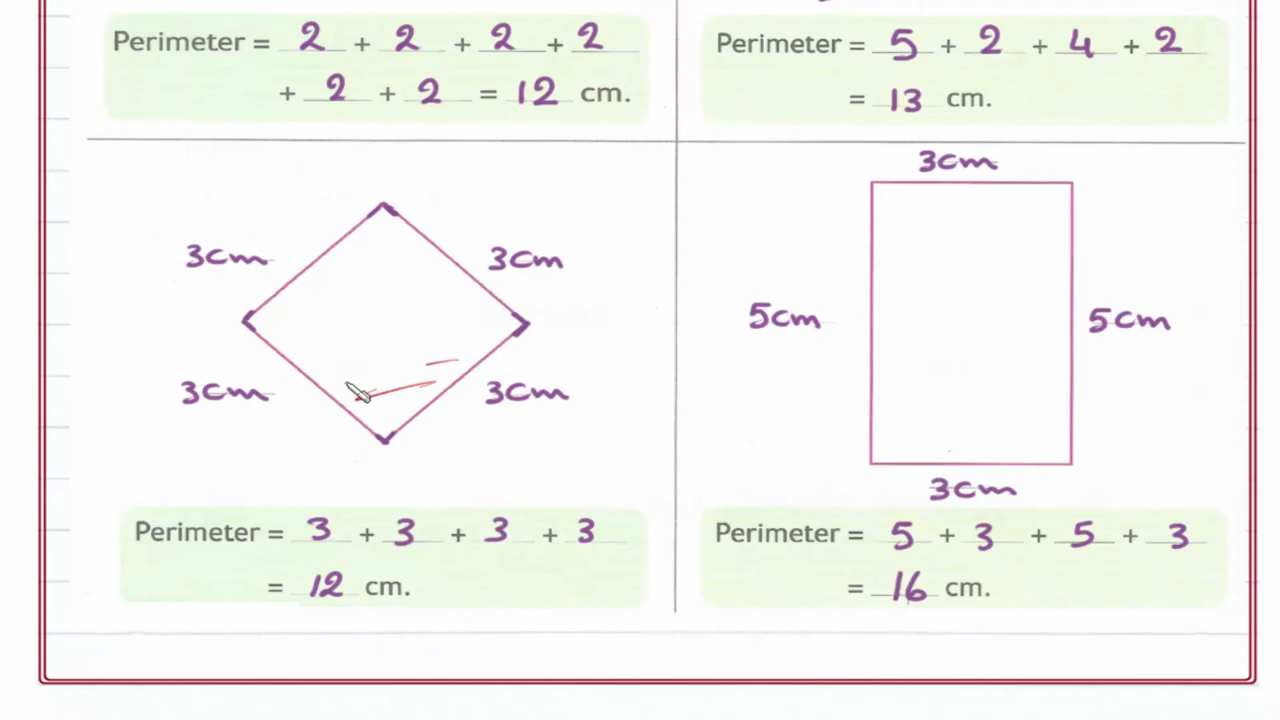 Perimeter = 2 + 2 + 2 + 2
+ 2 + 2 = 12 cm.
Perimeter = 5 + 2 + 4 + 2
= 13 cm.
3cm
3cm
3cm
3cm
3cm
5cm
5cm
3cm
Perimeter = 3 + 3 + 3 + 3
= 12 cm.
Perimeter = 5 + 3 + 5 + 3
= 16 cm.